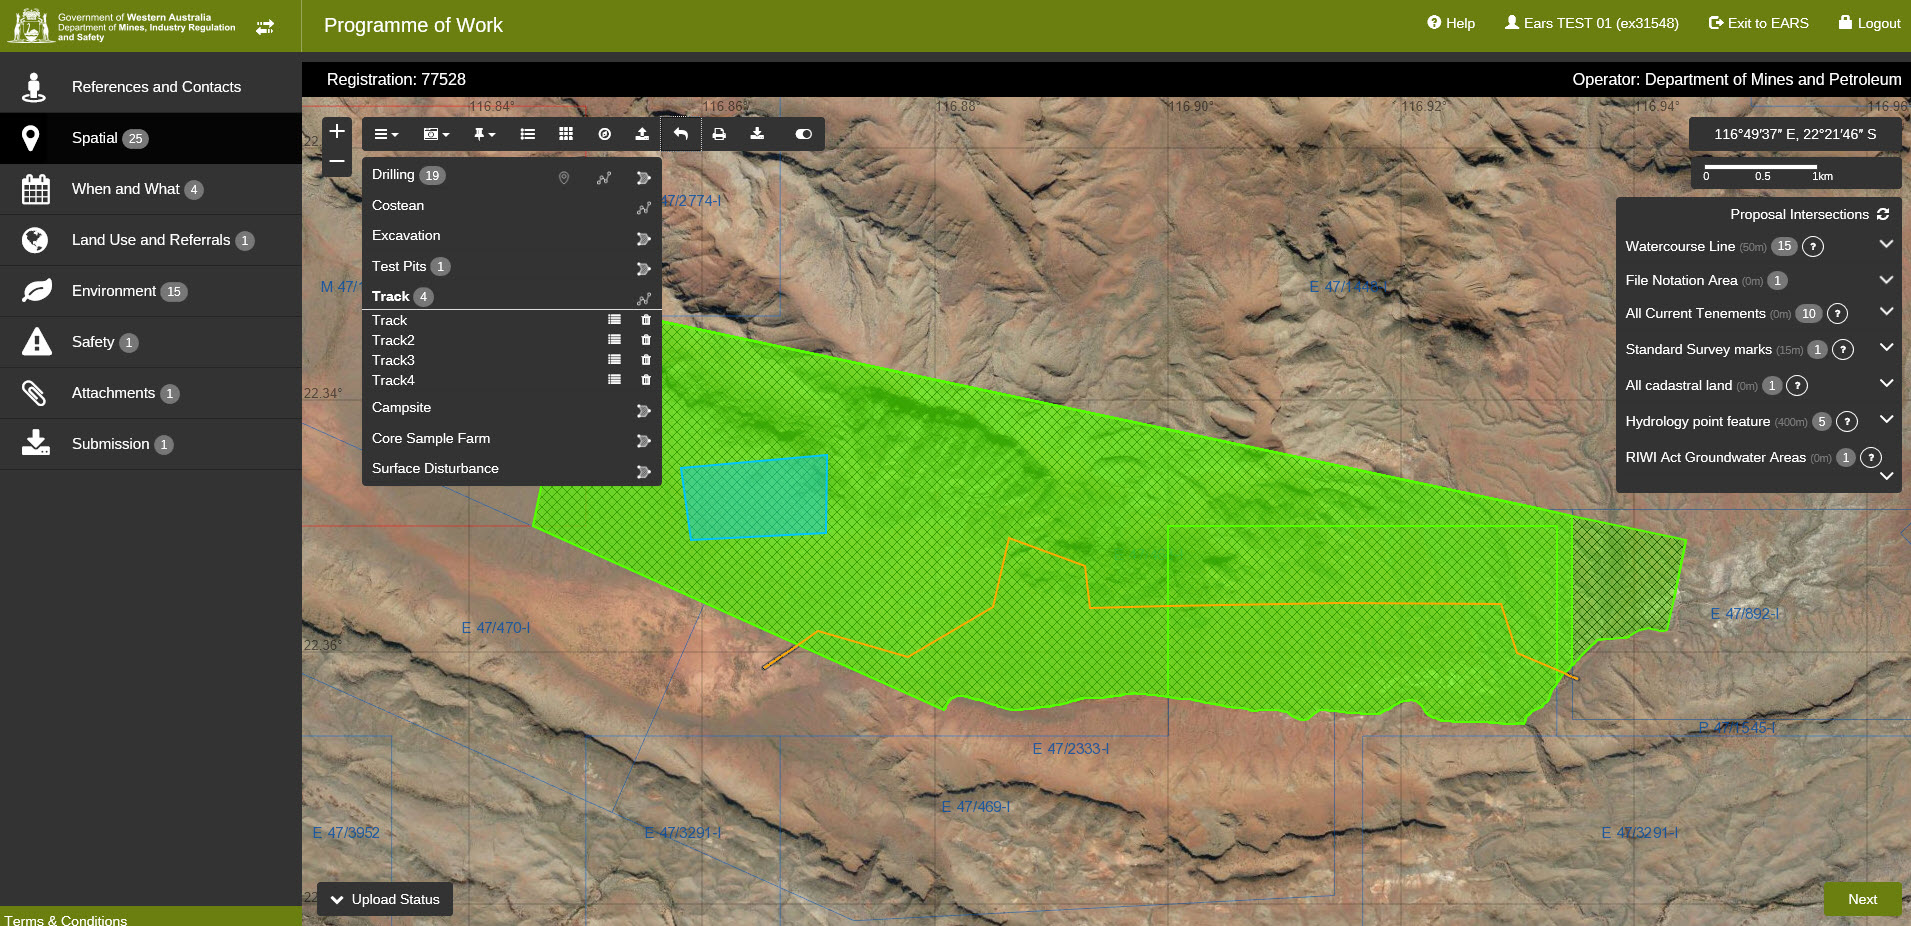 Government of Western Australia
Department of Mines, Industry Regulation
and Safety
Programme of Work
Help
Ears TEST 01 (ex31548)
Exit to EARS
Logout
References and Contacts
Spatial 25
When and What 4
Land Use and Referrals 1
Environment 15
Safety 1
Attachments 1
Submission 1
Terms & Conditions
Registration: 77528
Operator: Department of Mines and Petroleum
116.84°
116.86°
116.88°
116.90°
116.92°
116.94°
116.96
+
−
Drilling 19
Costean
Excavation
Test Pits 1
Track 4
Track
Track2
Track3
Track4
Campsite
Core Sample Farm
Surface Disturbance
116°49'37" E, 22°21'46" S
0 0.5 1km
Proposal Intersections
Watercourse Line (50m) 15 ?
File Notation Area (0m) 1
All Current Tenements (0m) 10 ?
Standard Survey marks (15m) 1 ?
All cadastral land (0m) 1 ?
Hydrology point feature (400m) 5 ?
RIWI Act Groundwater Areas (0m) 1 ?
47/2774-I
M 47/1
22.34°
E 47/892-I
E 47/470-I
22.36°
E 47/2333-I
E 47/469-I
E 47/3952
E 47/3291-I
E 47/3291-I
Upload Status
Next